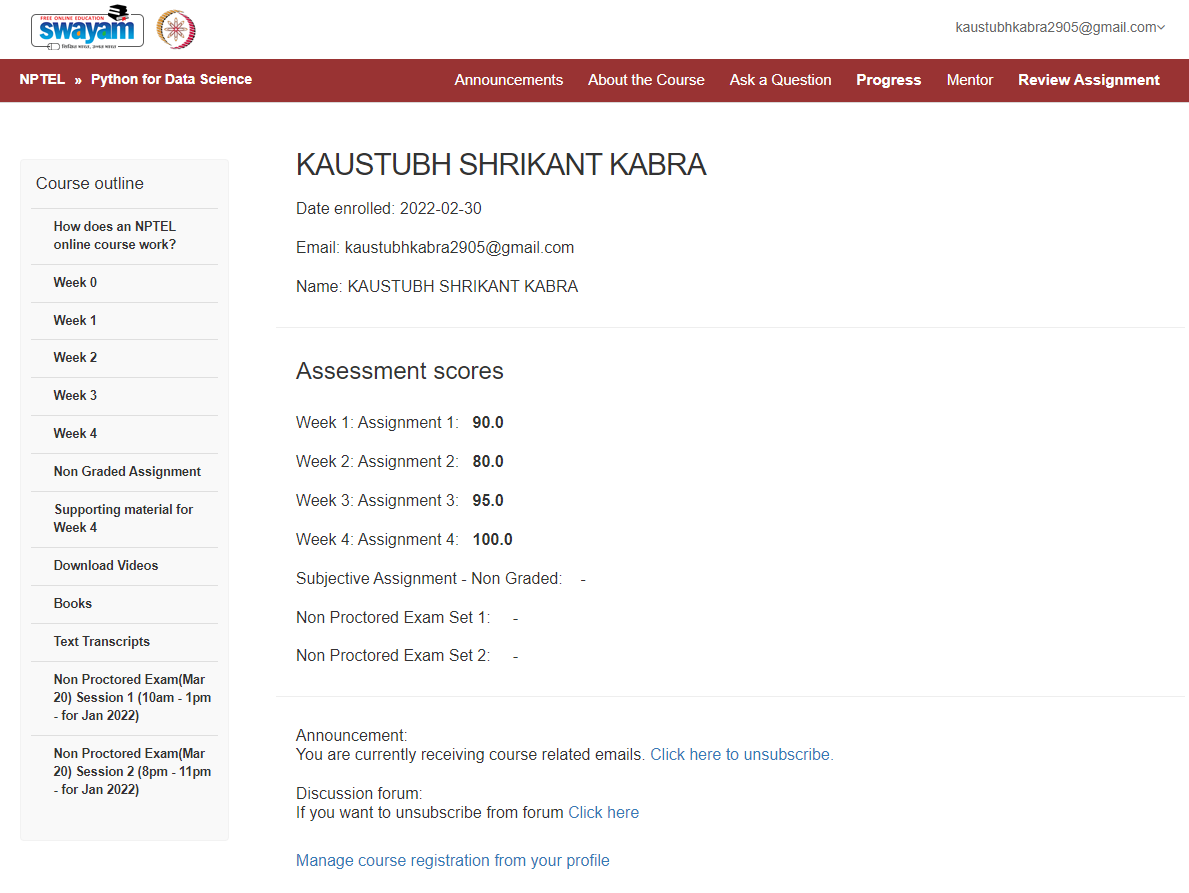 FREE ONLINE EDUCATION
swayam
kaustubhkabra2905@gmail.com
NPTEL » Python for Data Science
Announcements About the Course Ask a Question Progress Mentor Review Assignment
Course outline
How does an NPTEL
online course work?
Week 0
Week 1
Week 2
Week 3
Week 4
Non Graded Assignment
Supporting material for
Week 4
Download Videos
Books
Text Transcripts
Non Proctored Exam(Mar
20) Session 1 (10am - 1pm
- for Jan 2022)
Non Proctored Exam(Mar
20) Session 2 (8pm - 11pm
- for Jan 2022)
KAUSTUBH SHRIKANT KABRA
Date enrolled: 2022-02-30
Email: kaustubhkabra2905@gmail.com
Name: KAUSTUBH SHRIKANT KABRA
Assessment scores
Week 1: Assignment 1: 90.0
Week 2: Assignment 2: 80.0
Week 3: Assignment 3: 95.0
Week 4: Assignment 4: 100.0
Subjective Assignment - Non Graded: -
Non Proctored Exam Set 1: -
Non Proctored Exam Set 2: -
Announcement:
You are currently receiving course related emails. Click here to unsubscribe.
Discussion forum:
If you want to unsubscribe from forum Click here
Manage course registration from your profile